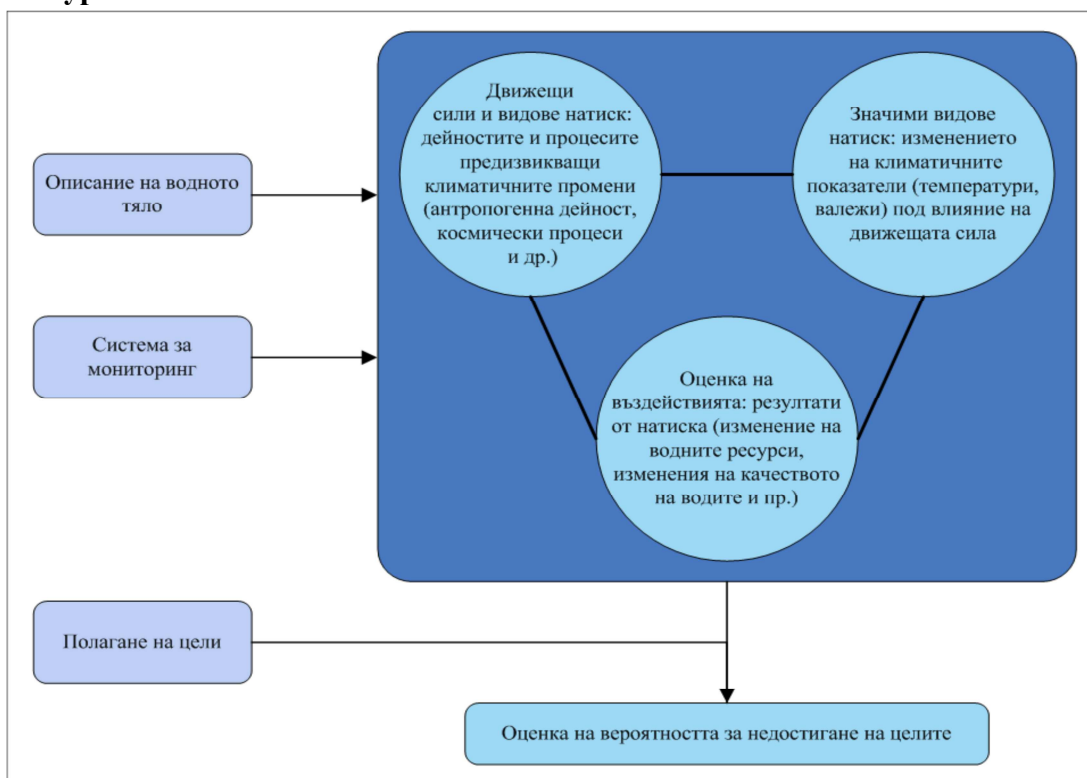 Движещи
сили и видове натиск:
дейностите и процесите
предизвикващи
климатичните промени
(антропогенна дейност,
космически процеси
и др.)
Значими видове
натиск: изменението
на климатичните
показатели (температури,
валежи) под влияние на
движещата сила
Описание на водното
тяло
Система за
мониторинг
Оценка на
въздействията: резултати
от натиска (изменение на
водните ресурси,
изменения на качеството
на водите и пр.)
Полагане на цели
Оценка на вероятността за недостигане на целите